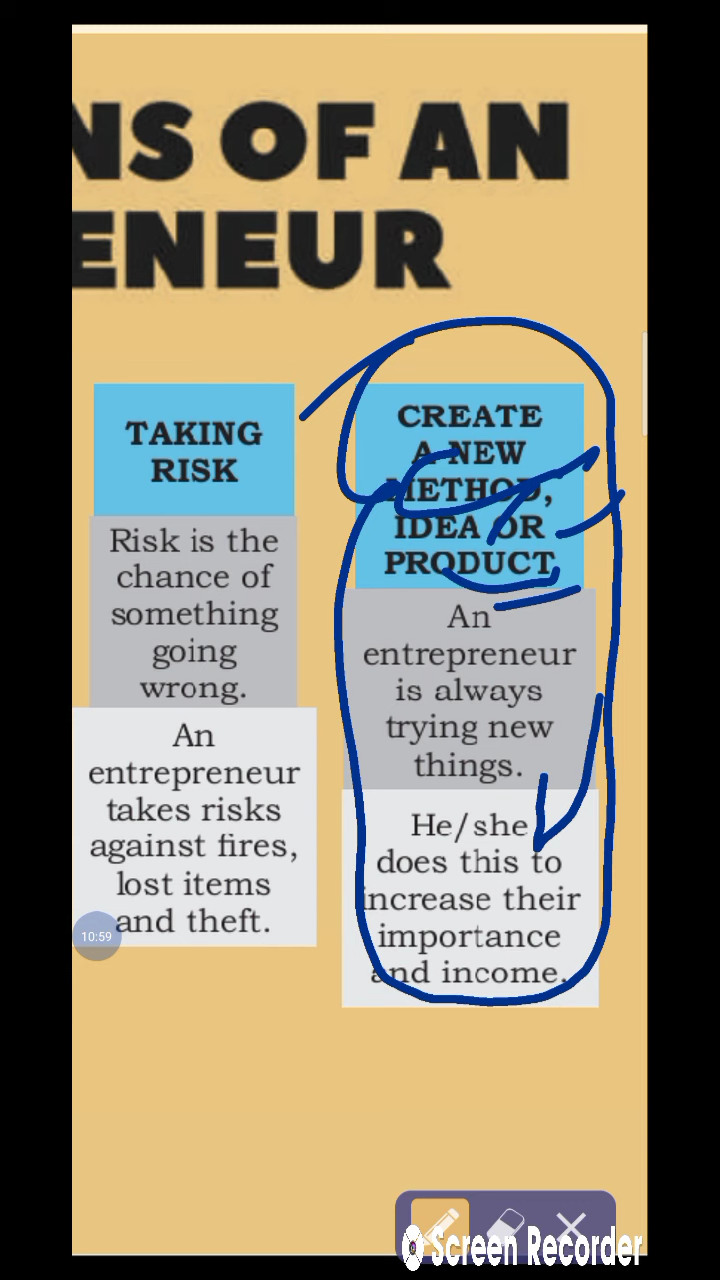 NS OF AN
ENEUR
TAKING
RISK
Risk is the
chance of
something
going
wrong.
An
entrepreneur
takes risks
against fires,
lost items
and theft.
CREATE
A NEW
METHOD,
IDEA OR
PRODUCT
An
entrepreneur
is always
trying new
things.
He/she
does this to
increase their
importance
and income.
10:59
Screen Recorder